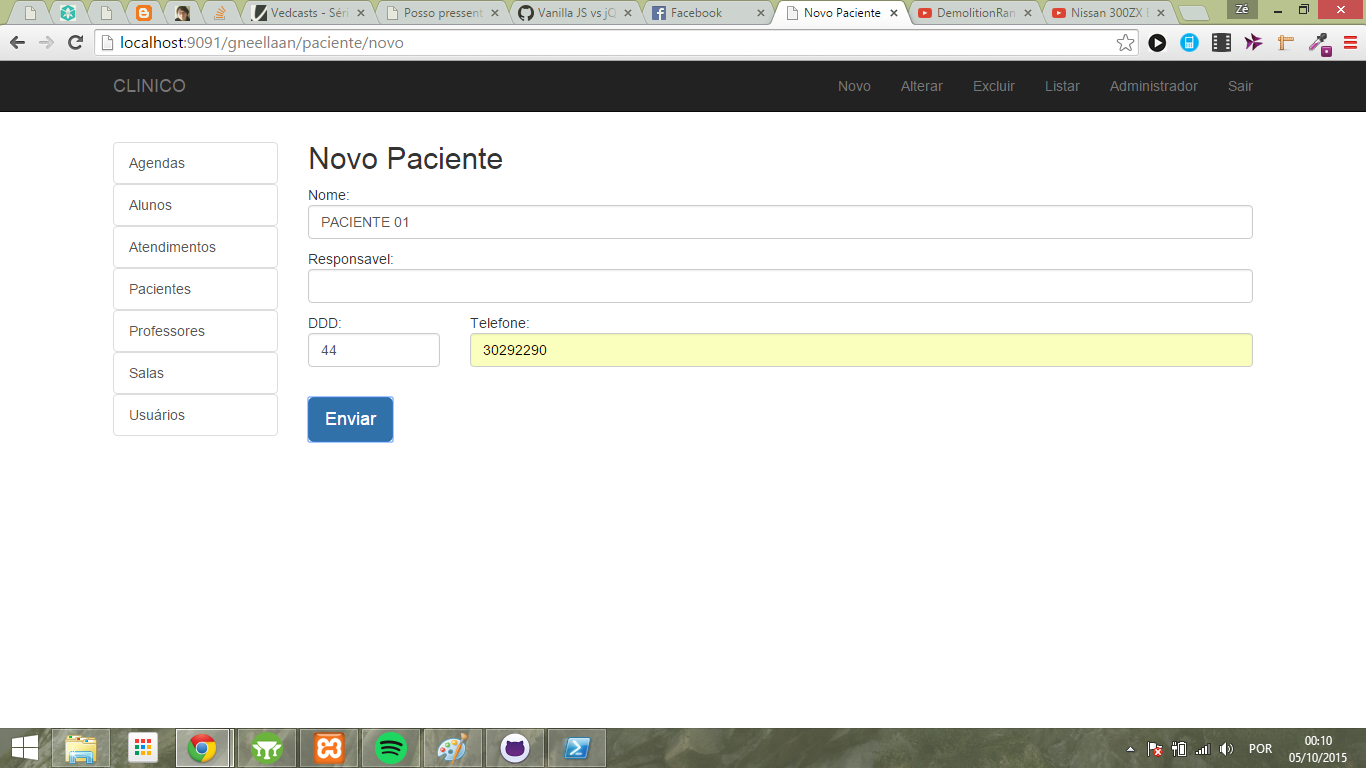 Vedcasts - Séri
Posso pressent
Vanilla JS vs jQ
Facebook
Novo Paciente
DemolitionRan
Nissan 300ZX
Zé
localhost:9091/gneellaan/paciente/novo
CLINICO
Novo
Alterar
Excluir
Listar
Administrador
Sair
Agendas
Alunos
Atendimentos
Pacientes
Professores
Salas
Usuários
Novo Paciente
Nome:
PACIENTE 01
Responsavel:
DDD:
Telefone:
44
30292290
Enviar
POR
00:10
05/10/2015